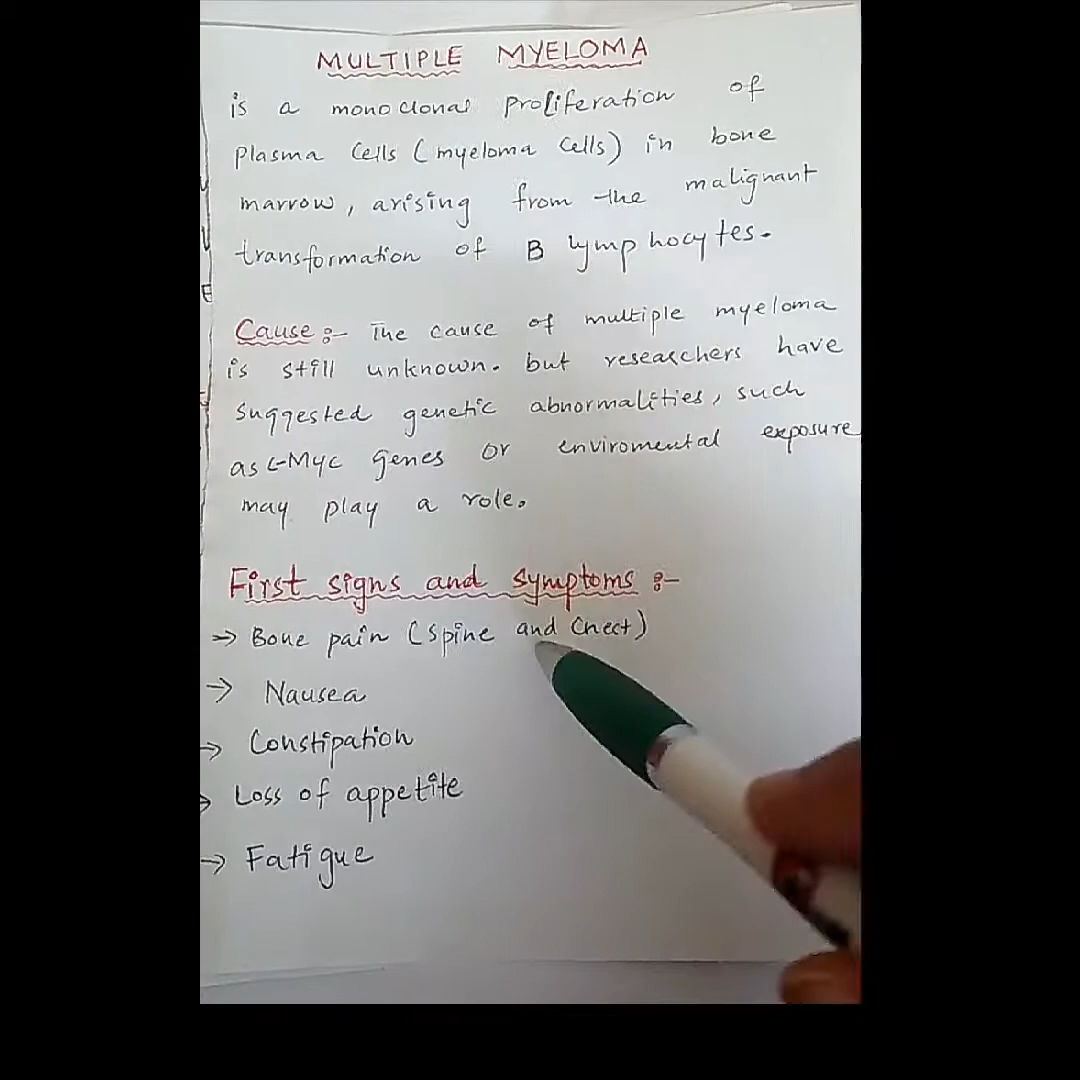 MULTIPLE MYELOMA
is a monoclonal proliferation of
Plasma Cells (myeloma Cells) in bone
marrow, arising from the malignant
transformation of B lymphocytes.
Cause :- The cause of multiple myeloma
is still unknown. but researchers have
Suggested genetic abnormalities, such
as C-Myc genes or enviromental exposure
may play a role.
First signs and symptoms :-
→ Bone pain (Spine and Chect)
→ Nausea
→ Constipation
→ Loss of appetite
→ Fatigue